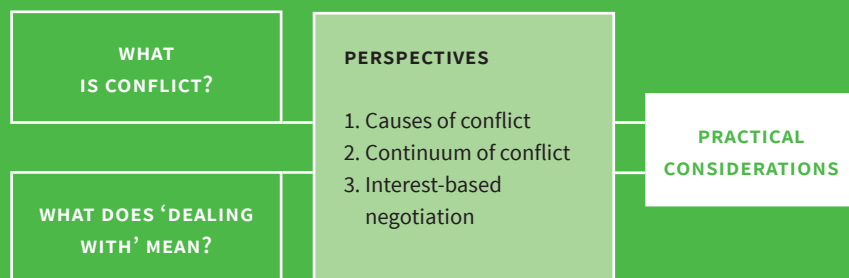 WHAT
IS CONFLICT?
WHAT DOES ‘DEALING
WITH’ MEAN?
PERSPECTIVES
1. Causes of conflict
2. Continuum of conflict
3. Interest-based
negotiation
PRACTICAL
CONSIDERATIONS